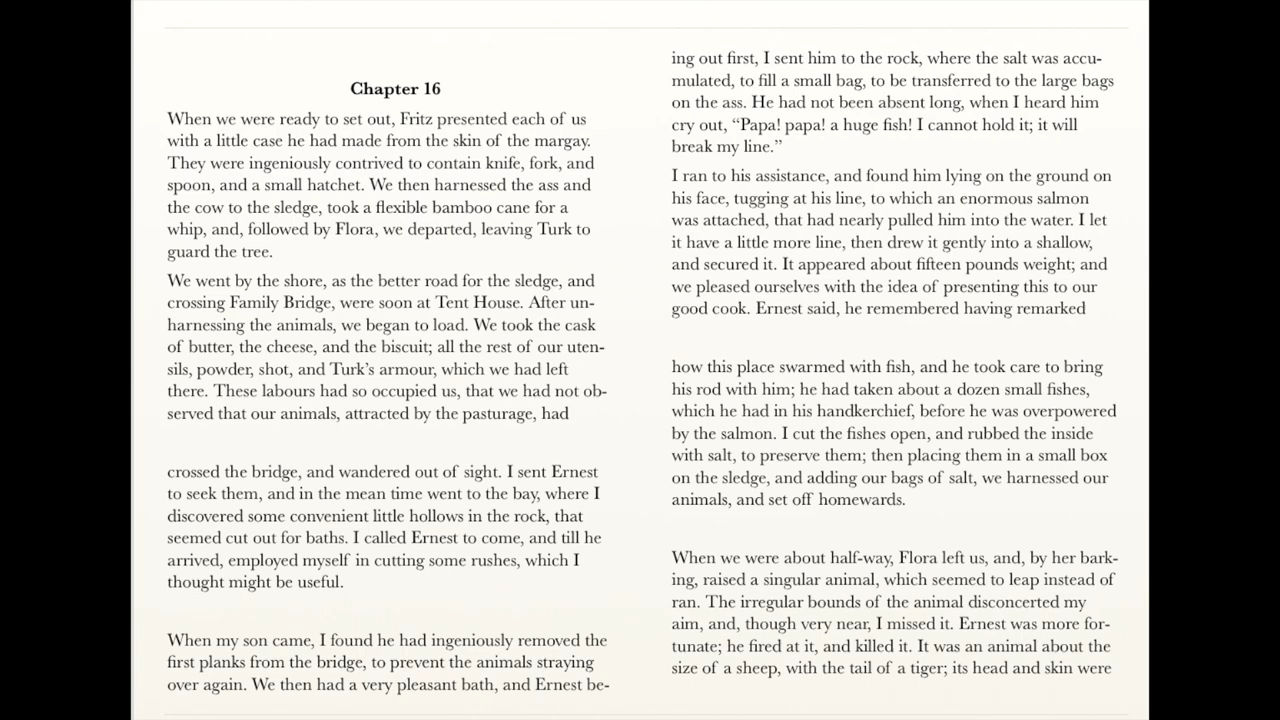 Chapter 16
When we were ready to set out, Fritz presented each of us
with a little case he had made from the skin of the margay.
They were ingeniously contrived to contain knife, fork, and
spoon, and a small hatchet. We then harnessed the ass and
the cow to the sledge, took a flexible bamboo cane for a
whip, and, followed by Flora, we departed, leaving Turk to
guard the tree.
We went by the shore, as the better road for the sledge, and
crossing Family Bridge, were soon at Tent House. After un-
harnessing the animals, we began to load. We took the cask
of butter, the cheese, and the biscuit; all the rest of our uten-
sils, powder, shot, and Turk’s armour, which we had left
there. These labours had so occupied us, that we had not ob-
served that our animals, attracted by the pasturage, had
crossed the bridge, and wandered out of sight. I sent Ernest
to seek them, and in the mean time went to the bay, where I
discovered some convenient little hollows in the rock, that
seemed cut out for baths. I called Ernest to come, and till he
arrived, employed myself in cutting some rushes, which I
thought might be useful.
When my son came, I found he had ingeniously removed the
first planks from the bridge, to prevent the animals straying
over again. We then had a very pleasant bath, and Ernest be-
ing out first, I sent him to the rock, where the salt was accu-
mulated, to fill a small bag, to be transferred to the large bags
on the ass. He had not been absent long, when I heard him
cry out, “Papa! papa! a huge fish! I cannot hold it; it will
break my line.”
I ran to his assistance, and found him lying on the ground on
his face, tugging at his line, to which an enormous salmon
was attached, that had nearly pulled him into the water. I let
it have a little more line, then drew it gently into a shallow,
and secured it. It appeared about fifteen pounds weight; and
we pleased ourselves with the idea of presenting this to our
good cook. Ernest said, he remembered having remarked
how this place swarmed with fish, and he took care to bring
his rod with him; he had taken about a dozen small fishes,
which he had in his handkerchief, before he was overpowered
by the salmon. I cut the fishes open, and rubbed the inside
with salt, to preserve them; then placing them in a small box
on the sledge, and adding our bags of salt, we harnessed our
animals, and set off homewards.
When we were about half-way, Flora left us, and, by her bark-
ing, raised a singular animal, which seemed to leap instead of
ran. The irregular bounds of the animal disconcerted my
aim, and, though very near, I missed it. Ernest was more for-
tunate; he fired at it, and killed it. It was an animal about the
size of a sheep, with the tail of a tiger; its head and skin were